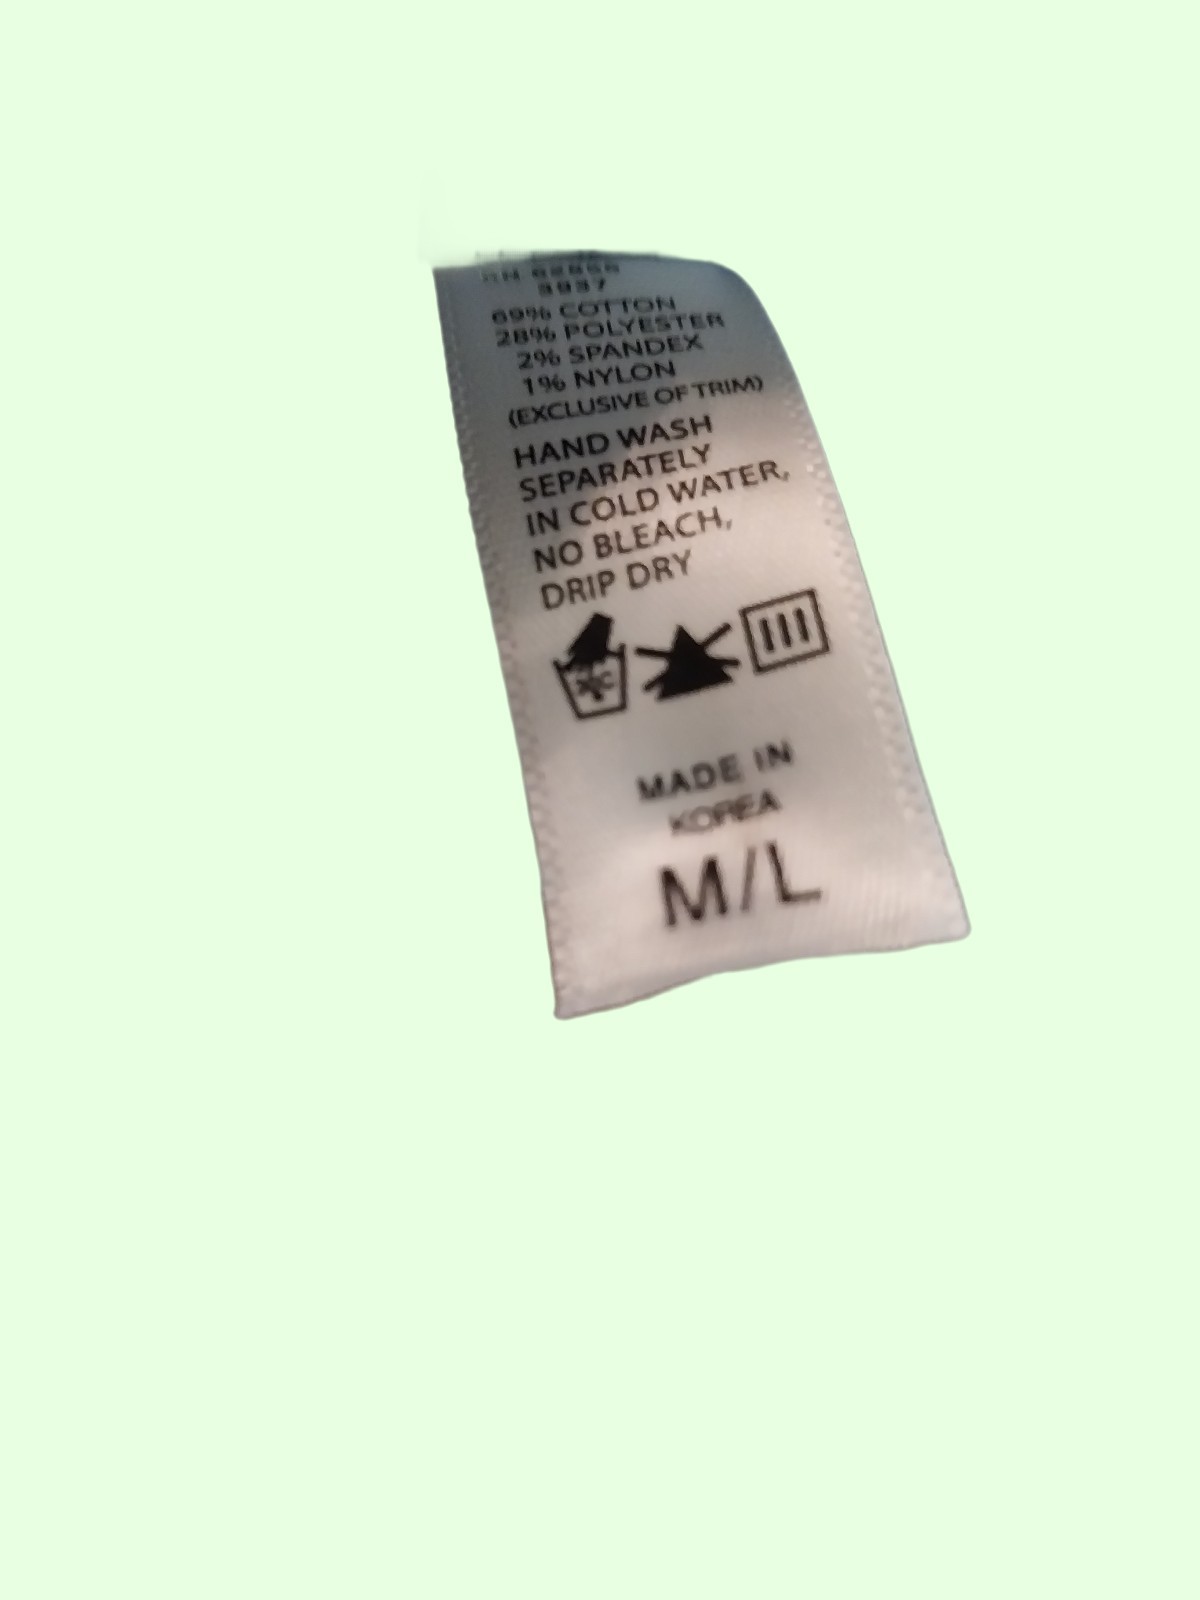 3937
69% COTTON
28% POLYESTER
2% SPANDEX
1% NYLON
(EXCLUSIVE OF TRIM)
HAND WASH
SEPARATELY
IN COLD WATER,
NO BLEACH,
DRIP DRY
MADE IN
KOREA
M/L